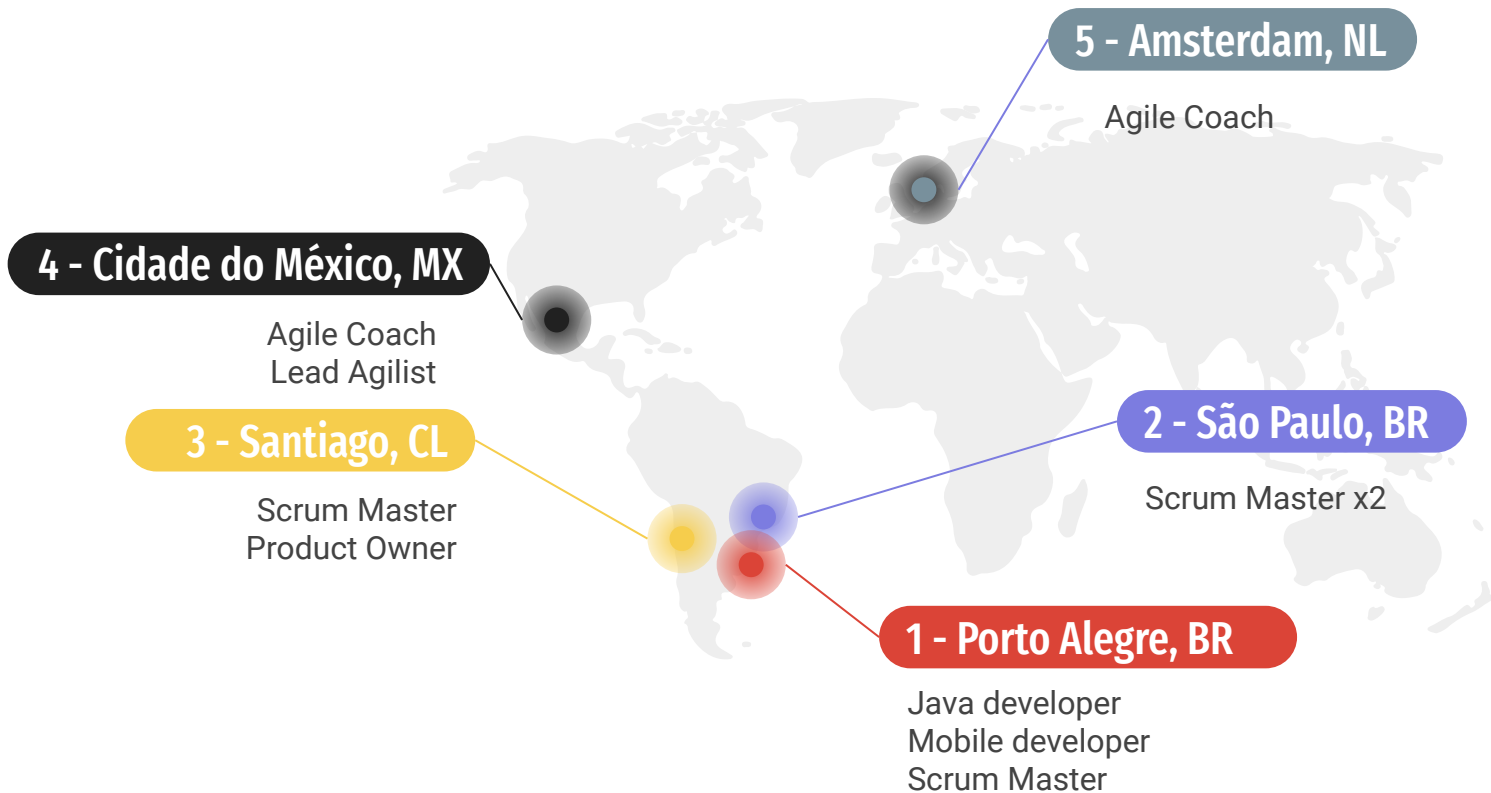 5 - Amsterdam, NL
Agile Coach
4 - Cidade do México, MX
Agile Coach
Lead Agilist
3 - Santiago, CL
Scrum Master
Product Owner
2 - São Paulo, BR
Scrum Master x2
1 - Porto Alegre, BR
Java developer
Mobile developer
Scrum Master